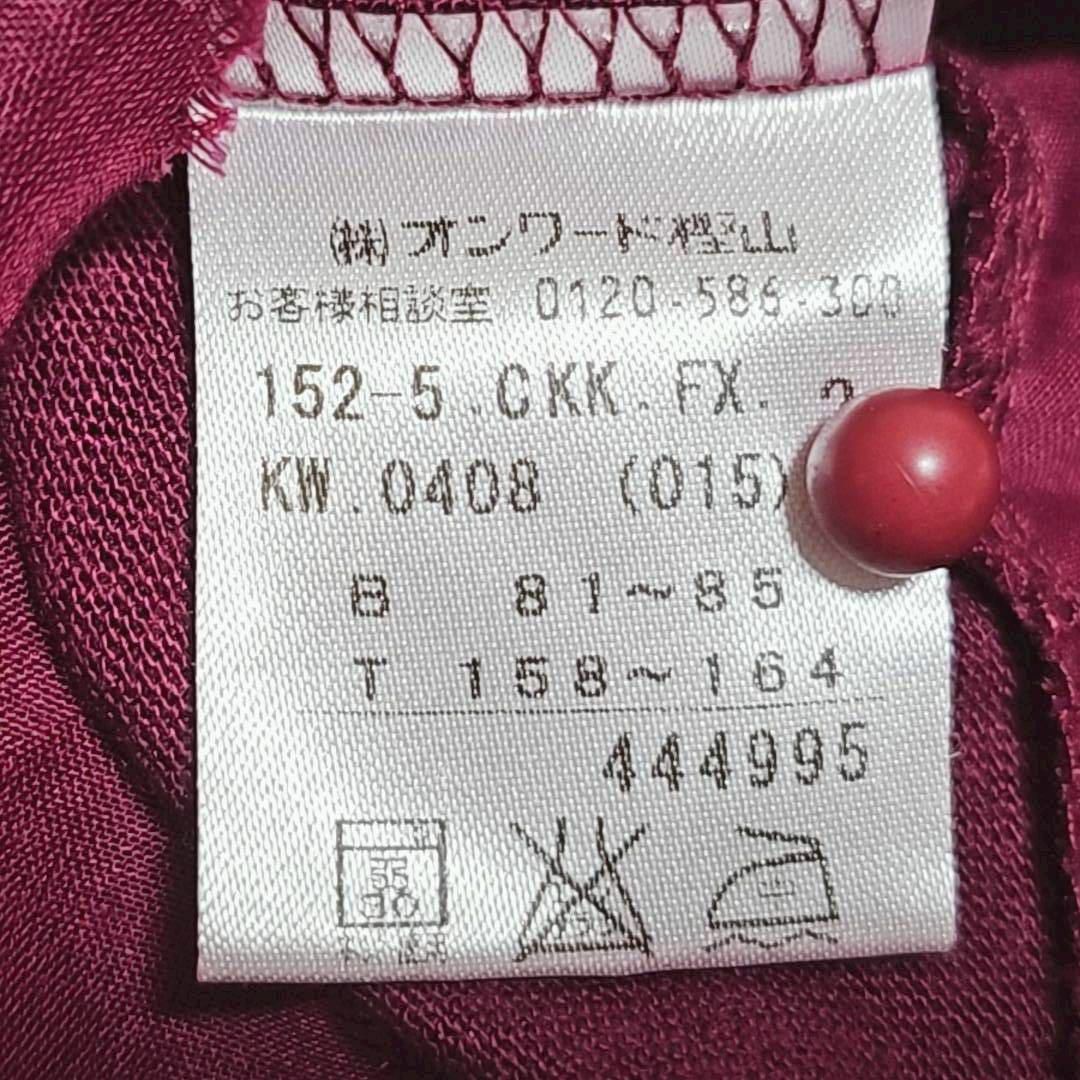 (株)オンワード樫山
お客様相談室 0120-586-300
152-5.CKK.FX.
KW.0408 (015)
B 81~85
T 158~164
444995